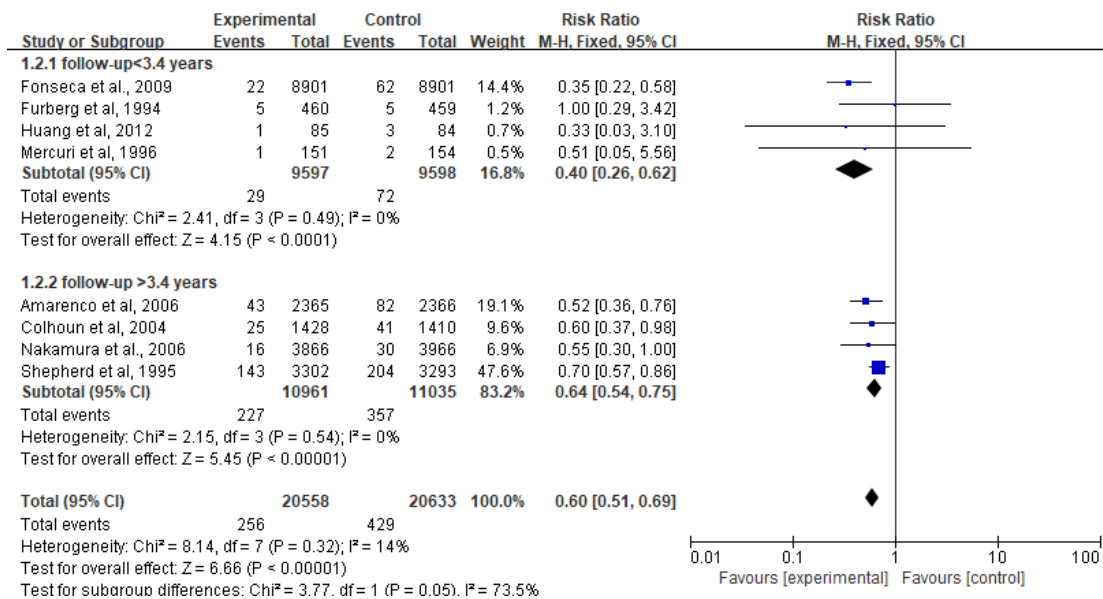 Experimental Control Risk Ratio Risk Ratio
Study or Subgroup Events Total Events Total Weight M-H, Fixed, 95% CI M-H, Fixed, 95% CI
1.2.1 follow-up<3.4 years
Fonseca et al., 2009 22 8901 62 8901 14.4% 0.35 [0.22, 0.58]
Furberg et al, 1994 5 460 5 459 1.2% 1.00 [0.29, 3.42]
Huang et al, 2012 1 85 3 84 0.7% 0.33 [0.03, 3.10]
Mercuri et al, 1996 1 151 2 154 0.5% 0.51 [0.05, 5.56]
Subtotal (95% CI) 9597 9598 16.8% 0.40 [0.26, 0.62]
Total events 29 72
Heterogeneity: Chi² = 2.41, df = 3 (P = 0.49); I² = 0%
Test for overall effect: Z = 4.15 (P < 0.0001)
1.2.2 follow-up >3.4 years
Amarenco et al, 2006 43 2365 82 2366 19.1% 0.52 [0.36, 0.76]
Colhoun et al, 2004 25 1428 41 1410 9.6% 0.60 [0.37, 0.98]
Nakamura et al., 2006 16 3866 30 3966 6.9% 0.55 [0.30, 1.00]
Shepherd et al, 1995 143 3302 204 3293 47.6% 0.70 [0.57, 0.86]
Subtotal (95% CI) 10961 11035 83.2% 0.64 [0.54, 0.75]
Total events 227 357
Heterogeneity: Chi² = 2.15, df = 3 (P = 0.54); I² = 0%
Test for overall effect: Z = 5.45 (P < 0.00001)
Total (95% CI) 20558 20633 100.0% 0.60 [0.51, 0.69]
Total events 256 429
Heterogeneity: Chi² = 8.14, df = 7 (P = 0.32); I² = 14%
Test for overall effect: Z = 6.66 (P < 0.00001)
Test for subgroup differences: Chi² = 3.77, df = 1 (P = 0.05), I² = 73.5%
0.01 0.1 1 10 100
Favours [experimental] Favours [control]